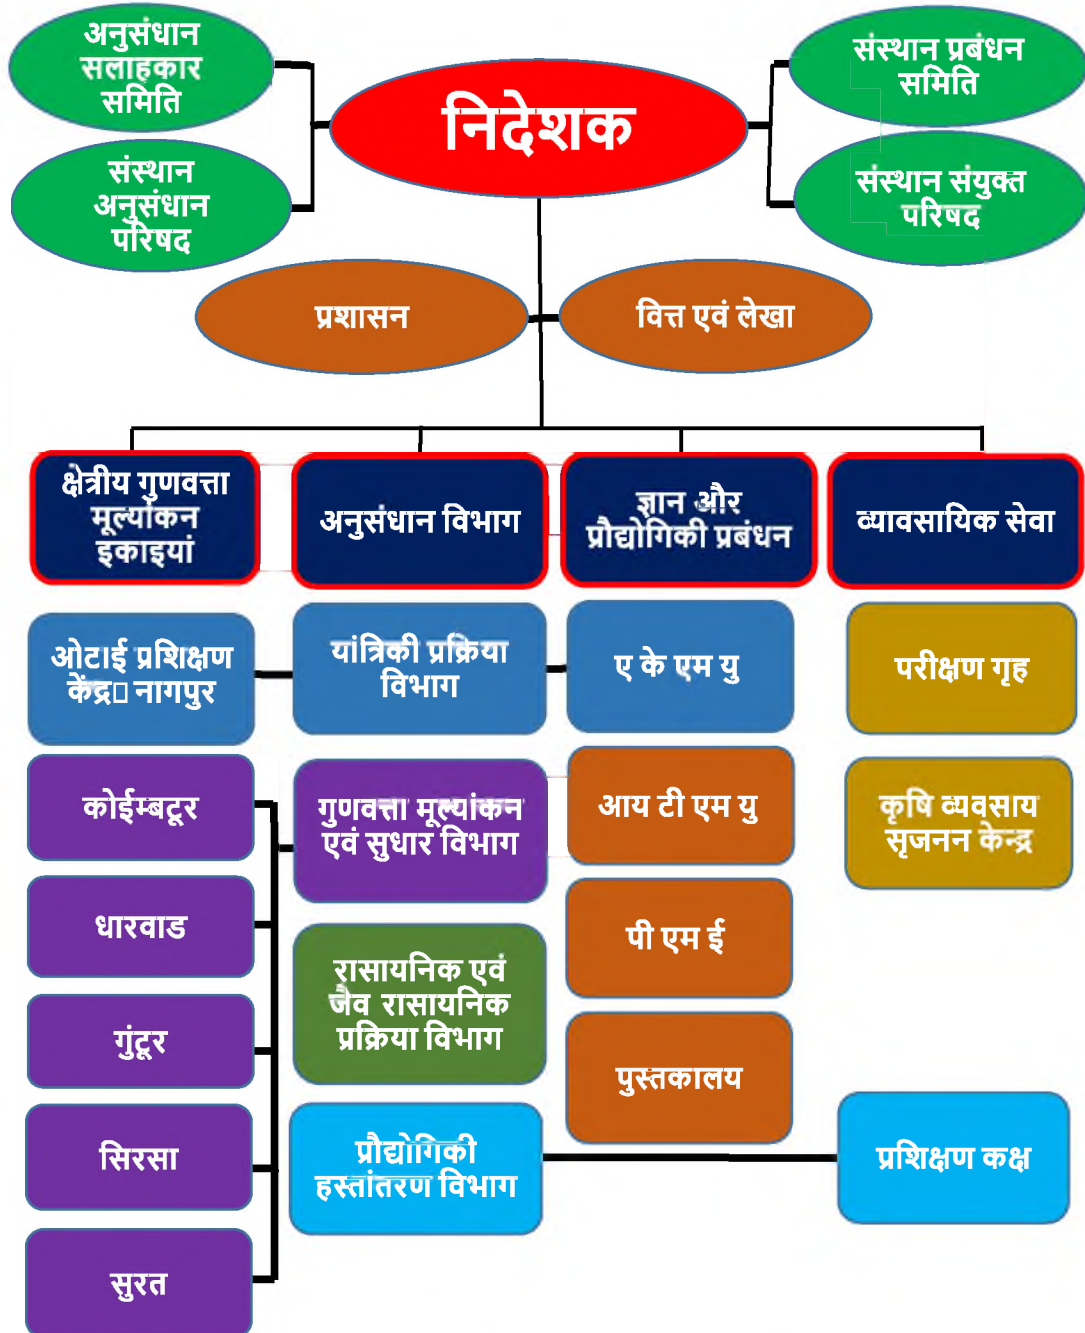 अनुसंधान
सलाहकार
समिति
संस्थान प्रबंधन
समिति
निदेशक
संस्थान
अनुसंधान
परिषद
संस्थान संयुक्त
परिषद
प्रशासन
वित्त एवं लेखा
क्षेत्रीय गुणवत्ता
मूल्यांकन
इकाइयां
अनुसंधान विभाग
ज्ञान और
प्रौद्योगिकी प्रबंधन
व्यावसायिक सेवा
ओटाई प्रशिक्षण
केंद्र□ नागपुर
यांत्रिकी प्रक्रिया
विभाग
ए के एम यु
परीक्षण गृह
कोईम्बटूर
गुणवत्ता मूल्यांकन
एवं सुधार विभाग
आय टी एम यु
कृषि व्यवसाय
सृजनन केन्द्र
धारवाड
पी एम ई
रासायनिक एवं
जैव रासायनिक
प्रक्रिया विभाग
गुंटूर
पुस्तकालय
सिरसा
प्रौद्योगिकी
हस्तांतरण विभाग
प्रशिक्षण कक्ष
सुरत